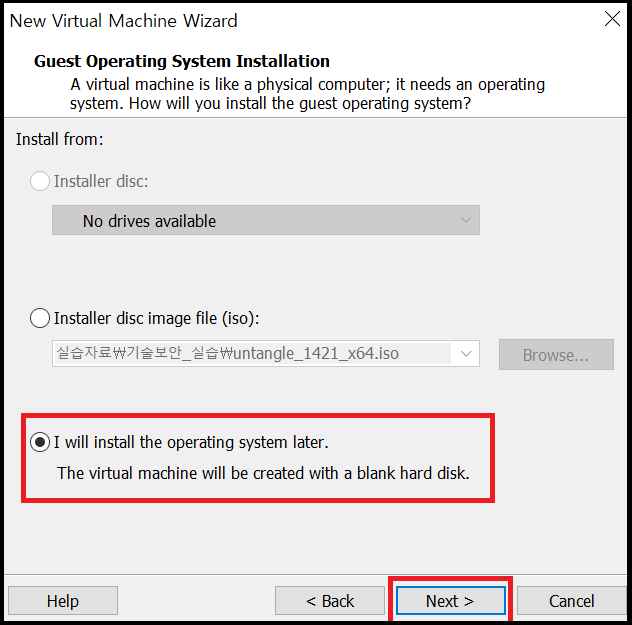 New Virtual Machine Wizard
Guest Operating System Installation
A virtual machine is like a physical computer; it needs an operating
system. How will you install the guest operating system?
Install from:
Installer disc:
No drives available
Installer disc image file (iso):
실습자료₩기술보안_실습₩untangle_1421_x64.iso
Browse...
I will install the operating system later.
The virtual machine will be created with a blank hard disk.
Help
< Back
Next >
Cancel